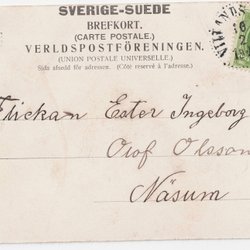 SVERIGE-SUEDE
BREFKORT.
(CARTE POSTALE.)
VERLDSPOSTFÖRENINGEN.
(UNION POSTALE UNIVERSELLE.)
Sida afsedd för adressen. (Côté reservé à l'adresse.)
Flickan Ester Ingeborg
Olof Olsson
Näsum